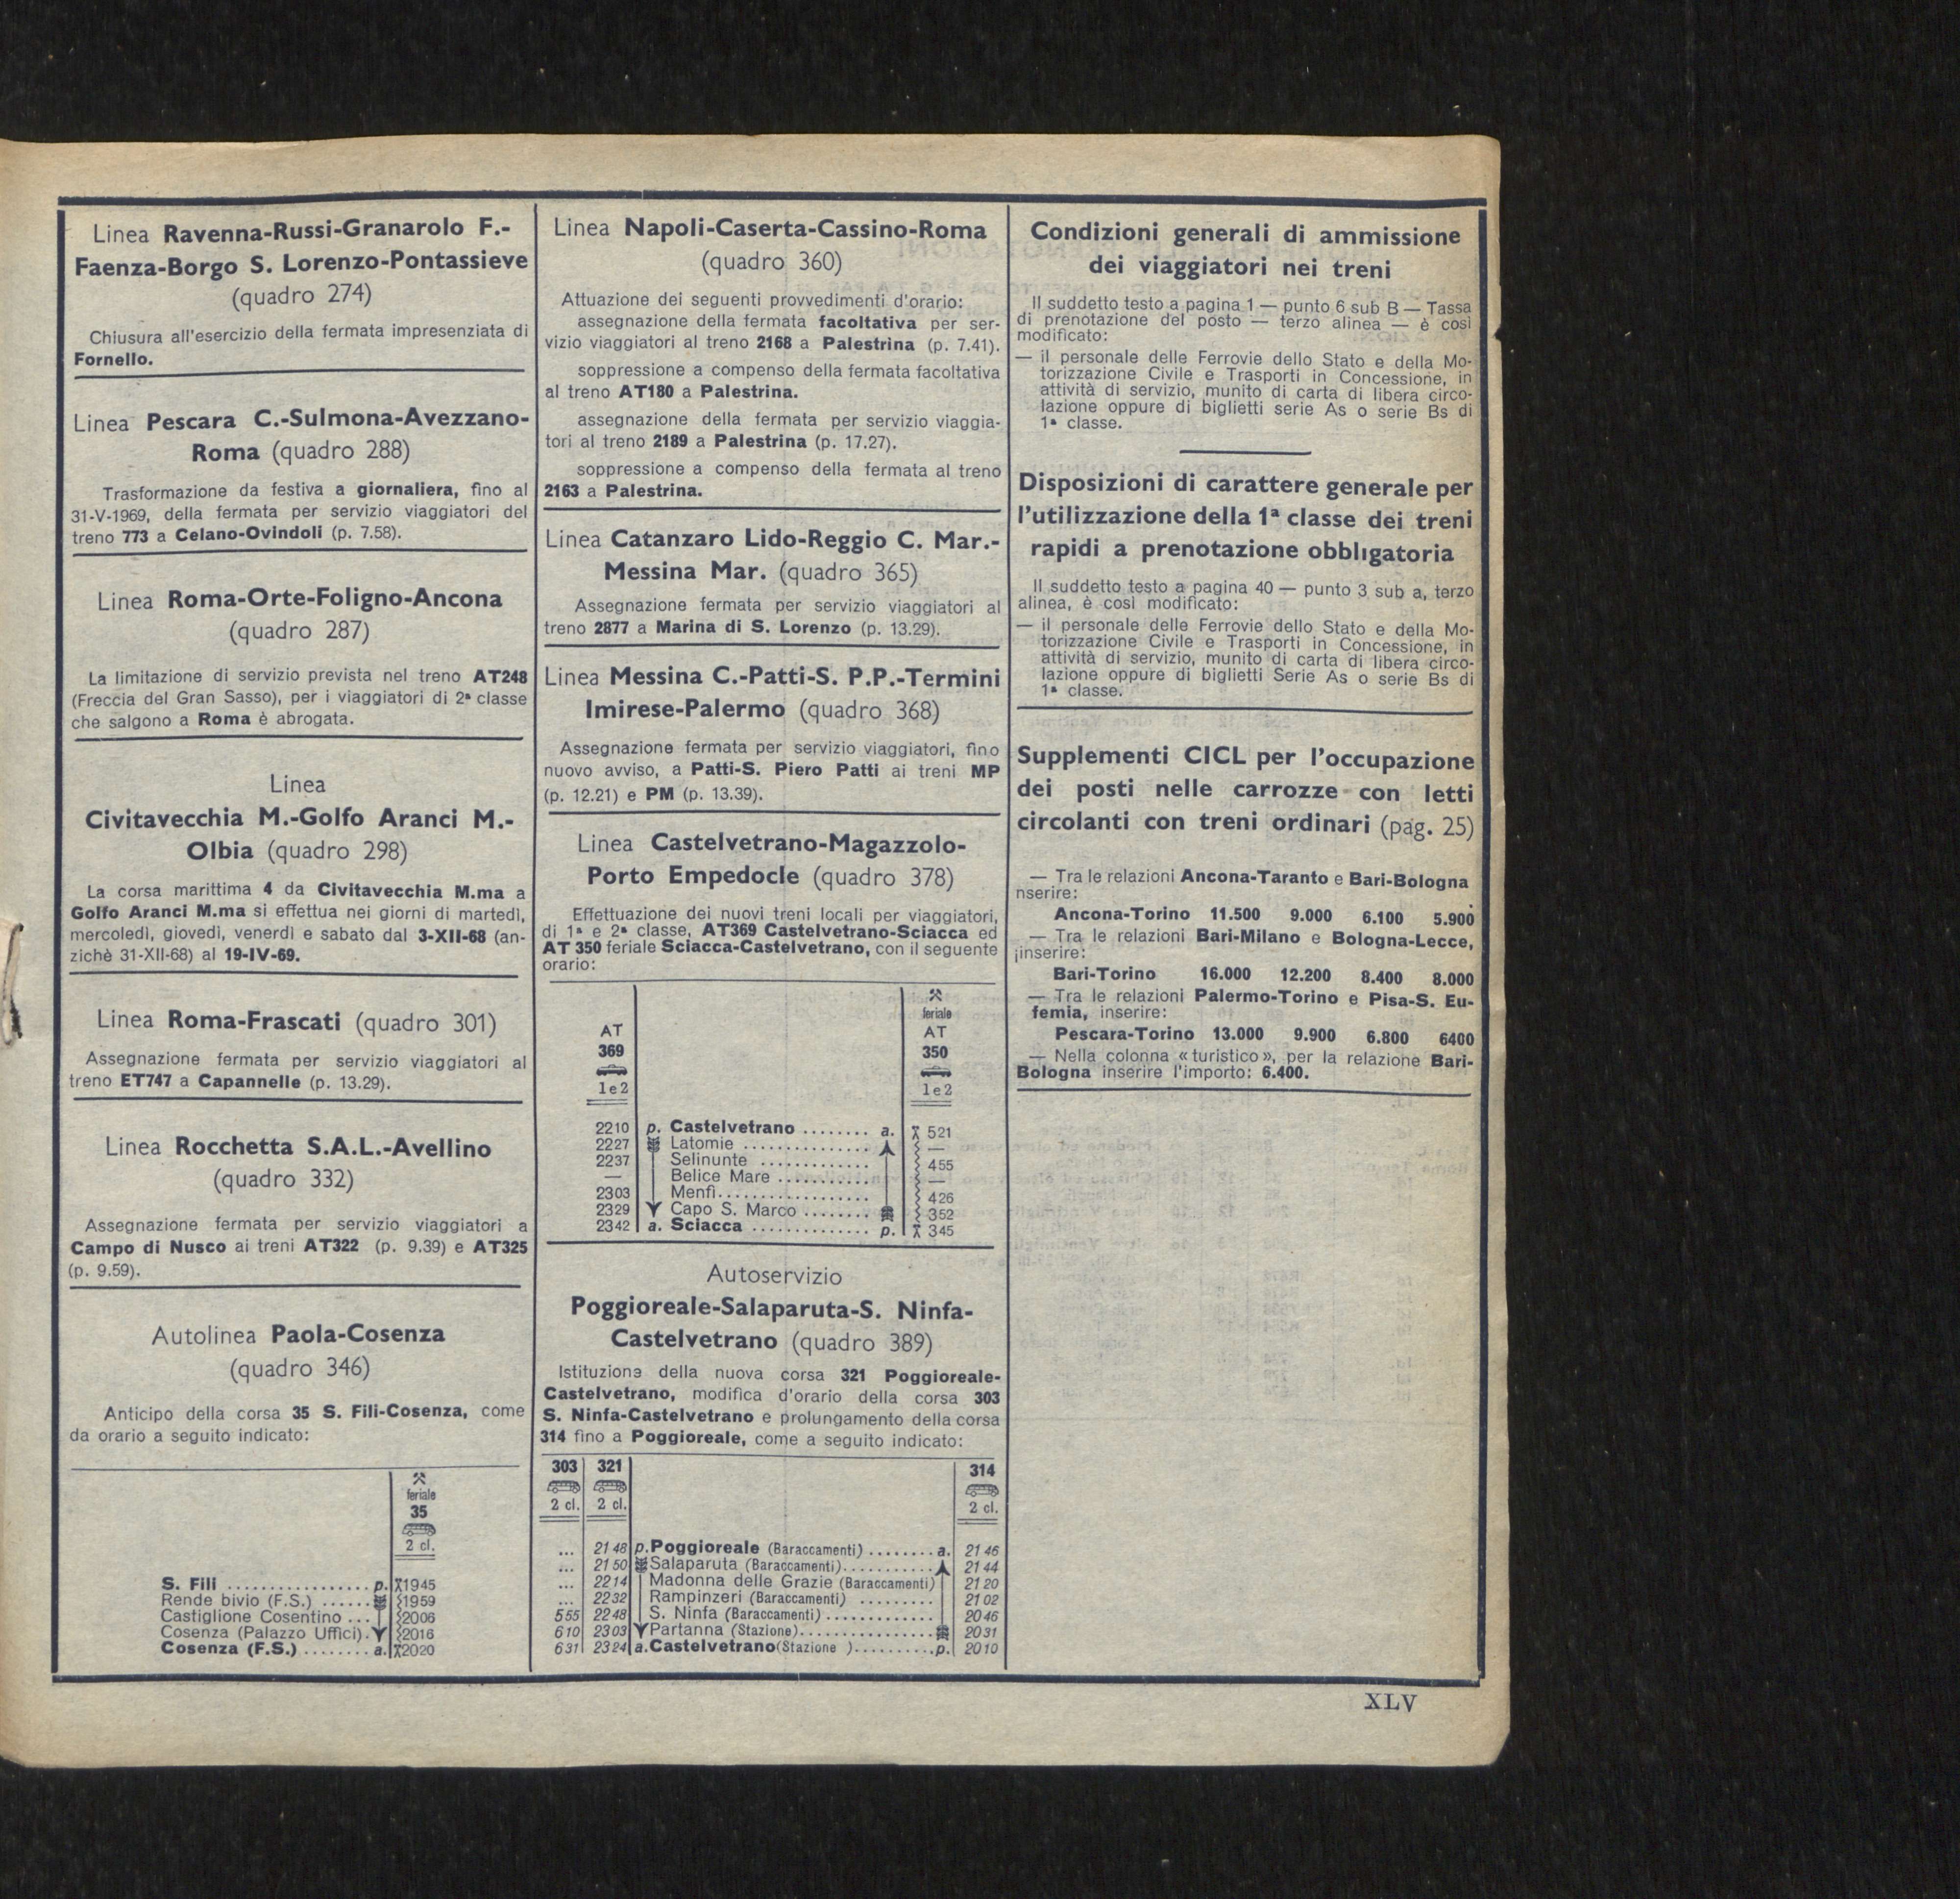 Linea Ravenna-Russi-Granarolo F.-
Faenza-Borgo S. Lorenzo-Pontassieve
(quadro 274)
Chiusura all'esercizio della fermata impresenziata di
Fornello.
Linea Pescara C.-Sulmona-Avezzano-
Roma (quadro 288)
Trasformazione da festiva a giornaliera, fino al
31-V-1969, della fermata per servizio viaggiatori del
treno 773 a Celano-Ovindoli (p. 7.58).
Linea Roma-Orte-Foligno-Ancona
(quadro 287)
La limitazione di servizio prevista nel treno AT248
(Freccia del Gran Sasso), per i viaggiatori di 2ª classe
che salgono a Roma è abrogata.
Linea
Civitavecchia M.-Golfo Aranci M.-
Olbia (quadro 298)
La corsa marittima 4 da Civitavecchia M.ma a
Golfo Aranci M.ma si effettua nei giorni di martedì,
mercoledì, giovedì, venerdì e sabato dal 3-XII-68 (an-
zichè 31-XII-68) al 19-IV-69.
Linea Roma-Frascati (quadro 301)
Assegnazione fermata per servizio viaggiatori al
treno ET747 a Capannelle (p. 13.29).
Linea Rocchetta S.A.L.-Avellino
(quadro 332)
Assegnazione fermata per servizio viaggiatori a
Campo di Nusco ai treni AT322 (p. 9.39) e AT325
(p. 9.59).
Autolinea Paola-Cosenza
(quadro 346)
Anticipo della corsa 35 S. Fili-Cosenza, come
da orario a seguito indicato:
feriale
35
2 cl.
S. Fili ................. p. 1945
Rende bivio (F.S.) ...... 1959
Castiglione Cosentino ... 2006
Cosenza (Palazzo Uffici). 2016
Cosenza (F.S.) ........ a. 2020
Linea Napoli-Caserta-Cassino-Roma
(quadro 360)
Attuazione dei seguenti provvedimenti d'orario:
assegnazione della fermata facoltativa per ser-
vizio viaggiatori al treno 2168 a Palestrina (p. 7.41).
soppressione a compenso della fermata facoltativa
al treno AT180 a Palestrina.
assegnazione della fermata per servizio viaggia-
tori al treno 2189 a Palestrina (p. 17.27).
soppressione a compenso della fermata al treno
2163 a Palestrina.
Linea Catanzaro Lido-Reggio C. Mar.-
Messina Mar. (quadro 365)
Assegnazione fermata per servizio viaggiatori al
treno 2877 a Marina di S. Lorenzo (p. 13.29).
Linea Messina C.-Patti-S. P.P.-Termini
Imirese-Palermo (quadro 368)
Assegnazione fermata per servizio viaggiatori, fino
nuovo avviso, a Patti-S. Piero Patti ai treni MP
(p. 12.21) e PM (p. 13.39).
Linea Castelvetrano-Magazzolo-
Porto Empedocle (quadro 378)
Effettuazione dei nuovi treni locali per viaggiatori,
di 1ª e 2ª classe, AT369 Castelvetrano-Sciacca ed
AT 350 feriale Sciacca-Castelvetrano, con il seguente
orario:
feriale
AT AT
369 350
1e2 1e2
2210 p. Castelvetrano ........ a. 521
2227 Latomie ............... —
2237 Selinunte ............. 455
— Belice Mare ........... —
2303 Menfi.................. 426
2329 Capo S. Marco ........ 352
2342 a. Sciacca .............. p. 345
Autoservizio
Poggioreale-Salaparuta-S. Ninfa-
Castelvetrano (quadro 389)
Istituzione della nuova corsa 321 Poggioreale-
Castelvetrano, modifica d'orario della corsa 303
S. Ninfa-Castelvetrano e prolungamento della corsa
314 fino a Poggioreale, come a seguito indicato:
303 321 314
2 cl. 2 cl. 2 cl.
... 2148 p. Poggioreale (Baraccamenti) ........ a. 2146
... 2150 Salaparuta (Baraccamenti)........... 2144
... 2214 Madonna delle Grazie (Baraccamenti) 2120
... 2232 Rampinzeri (Baraccamenti) ......... 2102
555 2248 S. Ninfa (Baraccamenti) ............. 2046
610 2303 Partanna (Stazione)................. 2031
631 2324 a. Castelvetrano (Stazione ).......... p. 2010
Condizioni generali di ammissione
dei viaggiatori nei treni
Il suddetto testo a pagina 1 — punto 6 sub B — Tassa
di prenotazione del posto — terzo alinea — è così
modificato:
— il personale delle Ferrovie dello Stato e della Mo-
torizzazione Civile e Trasporti in Concessione, in
attività di servizio, munito di carta di libera circo-
lazione oppure di biglietti serie As o serie Bs di
1ª classe.
Disposizioni di carattere generale per
l'utilizzazione della 1ª classe dei treni
rapidi a prenotazione obbligatoria
Il suddetto testo a pagina 40 — punto 3 sub a, terzo
alinea, è così modificato:
— il personale delle Ferrovie dello Stato e della Mo-
torizzazione Civile e Trasporti in Concessione, in
attività di servizio, munito di carta di libera circo-
lazione oppure di biglietti Serie As o serie Bs di
1ª classe.
Supplementi CICL per l'occupazione
dei posti nelle carrozze con letti
circolanti con treni ordinari (pag. 25)
— Tra le relazioni Ancona-Taranto e Bari-Bologna
nserire:
Ancona-Torino 11.500 9.000 6.100 5.900
— Tra le relazioni Bari-Milano e Bologna-Lecce,
inserire:
Bari-Torino 16.000 12.200 8.400 8.000
— Tra le relazioni Palermo-Torino e Pisa-S. Eu-
femia, inserire:
Pescara-Torino 13.000 9.900 6.800 6400
— Nella colonna «turistico», per la relazione Bari-
Bologna inserire l'importo: 6.400.
XLV